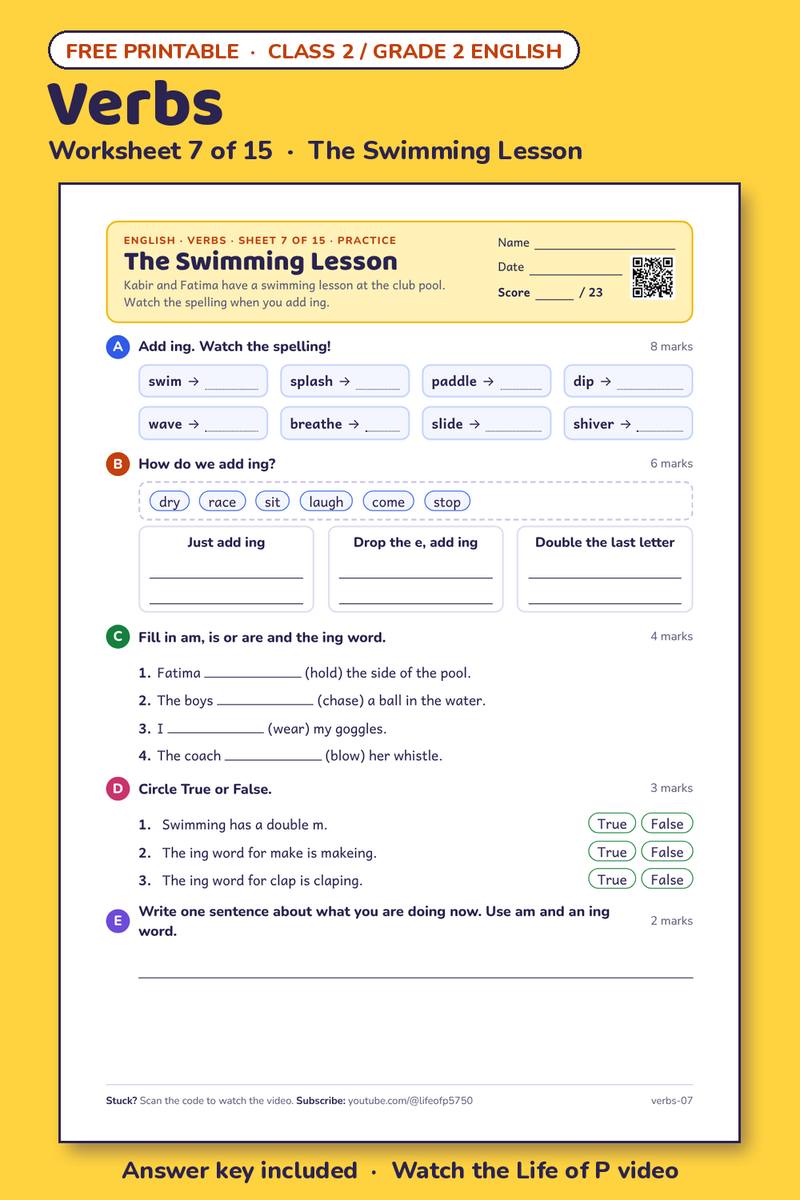 FREE PRINTABLE · CLASS 2 / GRADE 2 ENGLISH
Verbs
Worksheet 7 of 15 · The Swimming Lesson
ENGLISH · VERBS · SHEET 7 OF 15 · PRACTICE
The Swimming Lesson
Kabir and Fatima have a swimming lesson at the club pool.
Watch the spelling when you add ing.
Name
Date
Score / 23
A Add ing. Watch the spelling! 8 marks
swim → splash → paddle → dip →
wave → breathe → slide → shiver →
B How do we add ing? 6 marks
dry race sit laugh come stop
Just add ing Drop the e, add ing Double the last letter
C Fill in am, is or are and the ing word. 4 marks
1. Fatima ____________ (hold) the side of the pool.
2. The boys ____________ (chase) a ball in the water.
3. I ____________ (wear) my goggles.
4. The coach ____________ (blow) her whistle.
D Circle True or False. 3 marks
1. Swimming has a double m. True False
2. The ing word for make is makeing. True False
3. The ing word for clap is claping. True False
E Write one sentence about what you are doing now. Use am and an ing
word. 2 marks
Stuck? Scan the code to watch the video. Subscribe: youtube.com/@lifeofp5750 verbs-07
Answer key included · Watch the Life of P video